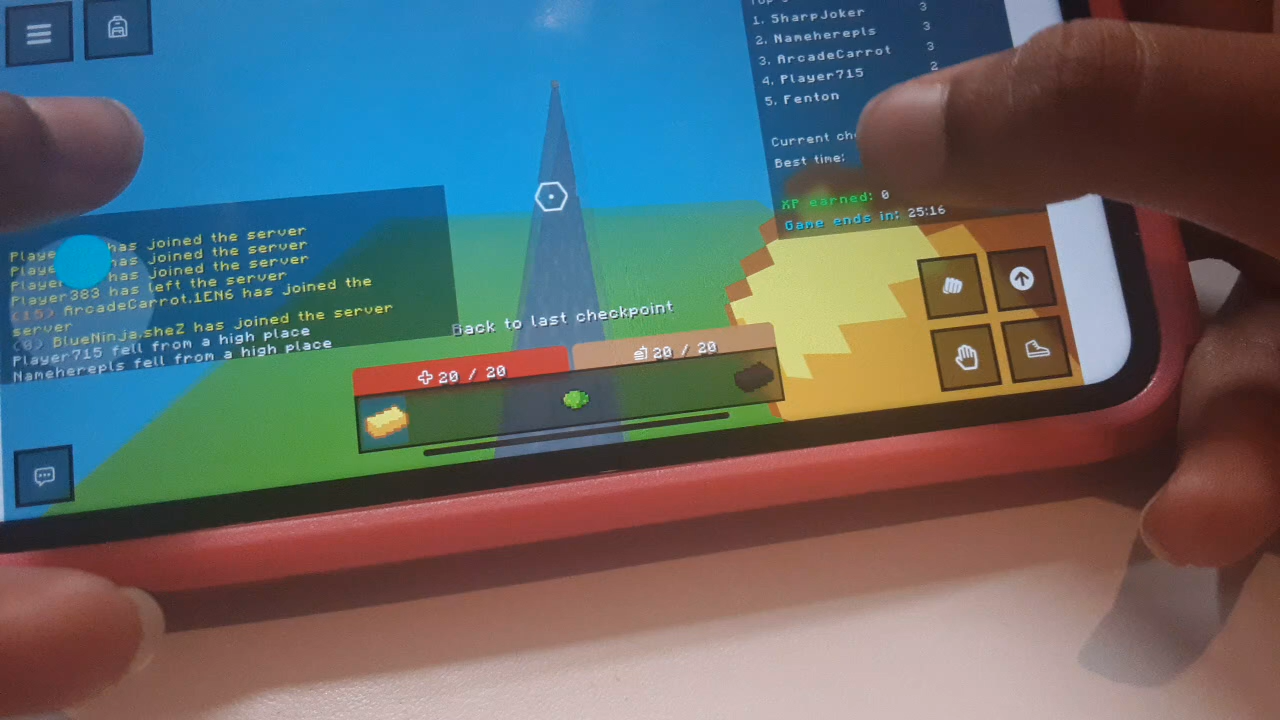 1. SharpJoker 3
2. Nameherepls 3
3. ArcadeCarrot 3
4. Player715 2
5. Fenton
Current
Best time:
XP earned: 0
Game ends in: 25:16
has joined the server
has joined the server
has joined the server
Player383 has left the server
(15) ArcadeCarrot.1EN6 has joined the
server
(0) BlueNinja.sheZ has joined the server
Player715 fell from a high place
Nameherepls fell from a high place
Back to last checkpoint
20 / 20
20 / 20